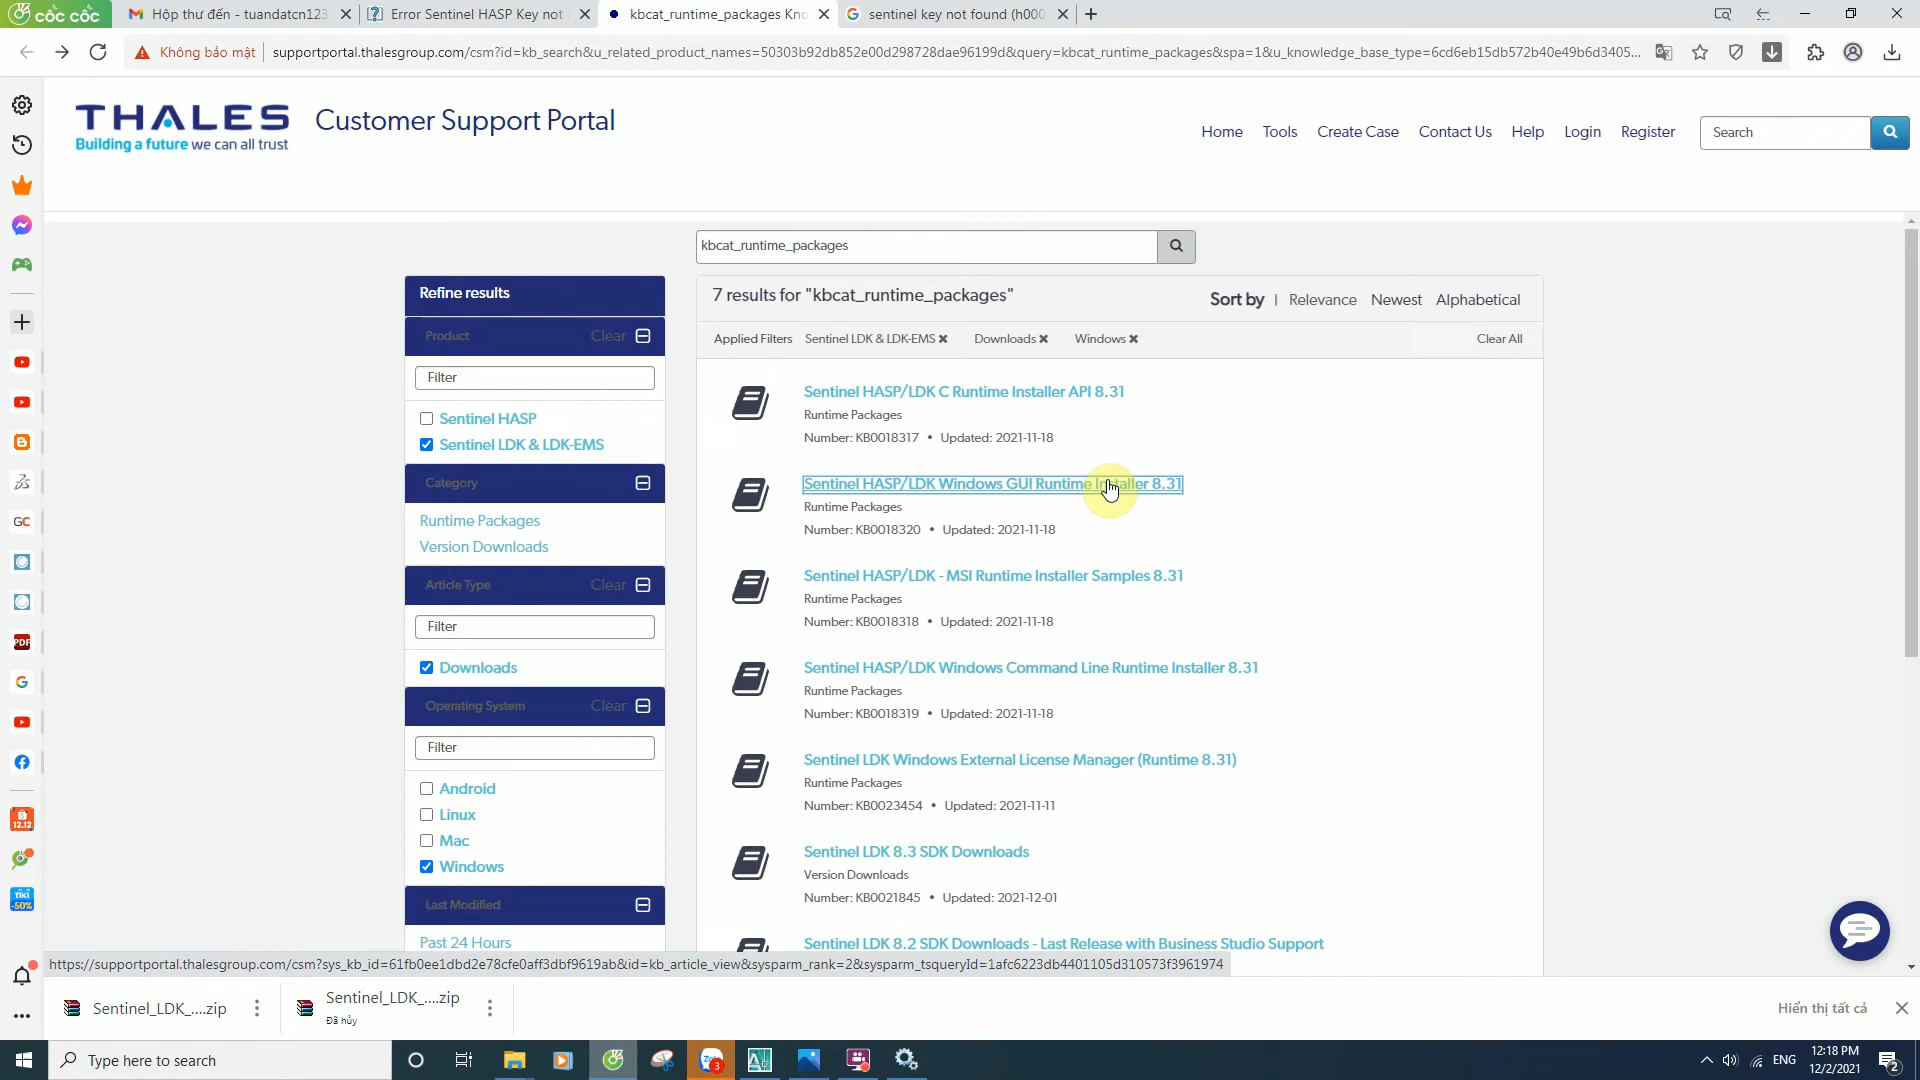 cốc cốc
Hộp thư đến - tuandatcn123
Error Sentinel HASP Key not
kbcat_runtime_packages Kno
sentinel key not found (h000
Không bảo mật
supportportal.thalesgroup.com/csm?id=kb_search&u_related_product_names=50303b92db852e00d298728dae96199d&query=kbcat_runtime_packages&spa=1&u_knowledge_base_type=6cd6eb15db572b40e49b6d3405...
THALES
Building a future we can all trust
Customer Support Portal
Home
Tools
Create Case
Contact Us
Help
Login
Register
Search
kbcat_runtime_packages
Refine results
Product
Clear
Filter
Sentinel HASP
Sentinel LDK & LDK-EMS
Category
Runtime Packages
Version Downloads
Article Type
Clear
Filter
Downloads
Operating System
Clear
Filter
Android
Linux
Mac
Windows
Last Modified
Past 24 Hours
7 results for "kbcat_runtime_packages"
Sort by | Relevance Newest Alphabetical
Applied Filters Sentinel LDK & LDK-EMS Downloads Windows Clear All
Sentinel HASP/LDK C Runtime Installer API 8.31
Runtime Packages
Number: KB0018317 • Updated: 2021-11-18
Sentinel HASP/LDK Windows GUI Runtime Installer 8.31
Runtime Packages
Number: KB0018320 • Updated: 2021-11-18
Sentinel HASP/LDK - MSI Runtime Installer Samples 8.31
Runtime Packages
Number: KB0018318 • Updated: 2021-11-18
Sentinel HASP/LDK Windows Command Line Runtime Installer 8.31
Runtime Packages
Number: KB0018319 • Updated: 2021-11-18
Sentinel LDK Windows External License Manager (Runtime 8.31)
Runtime Packages
Number: KB0023454 • Updated: 2021-11-11
Sentinel LDK 8.3 SDK Downloads
Version Downloads
Number: KB0021845 • Updated: 2021-12-01
Sentinel LDK 8.2 SDK Downloads - Last Release with Business Studio Support
https://supportportal.thalesgroup.com/csm?sys_kb_id=61fb0ee1dbd2e78cfe0aff3dbf9619ab&id=kb_article_view&sysparm_rank=2&sysparm_tsqueryId=1afc6223db4401105d310573f3961974
GC
PDF
12.12
TIKI
-50%
Sentinel_LDK_....zip
Sentinel_LDK_....zip
Đã hủy
Hiển thị tất cả
Type here to search
3
ENG
12:18 PM
12/2/2021
2